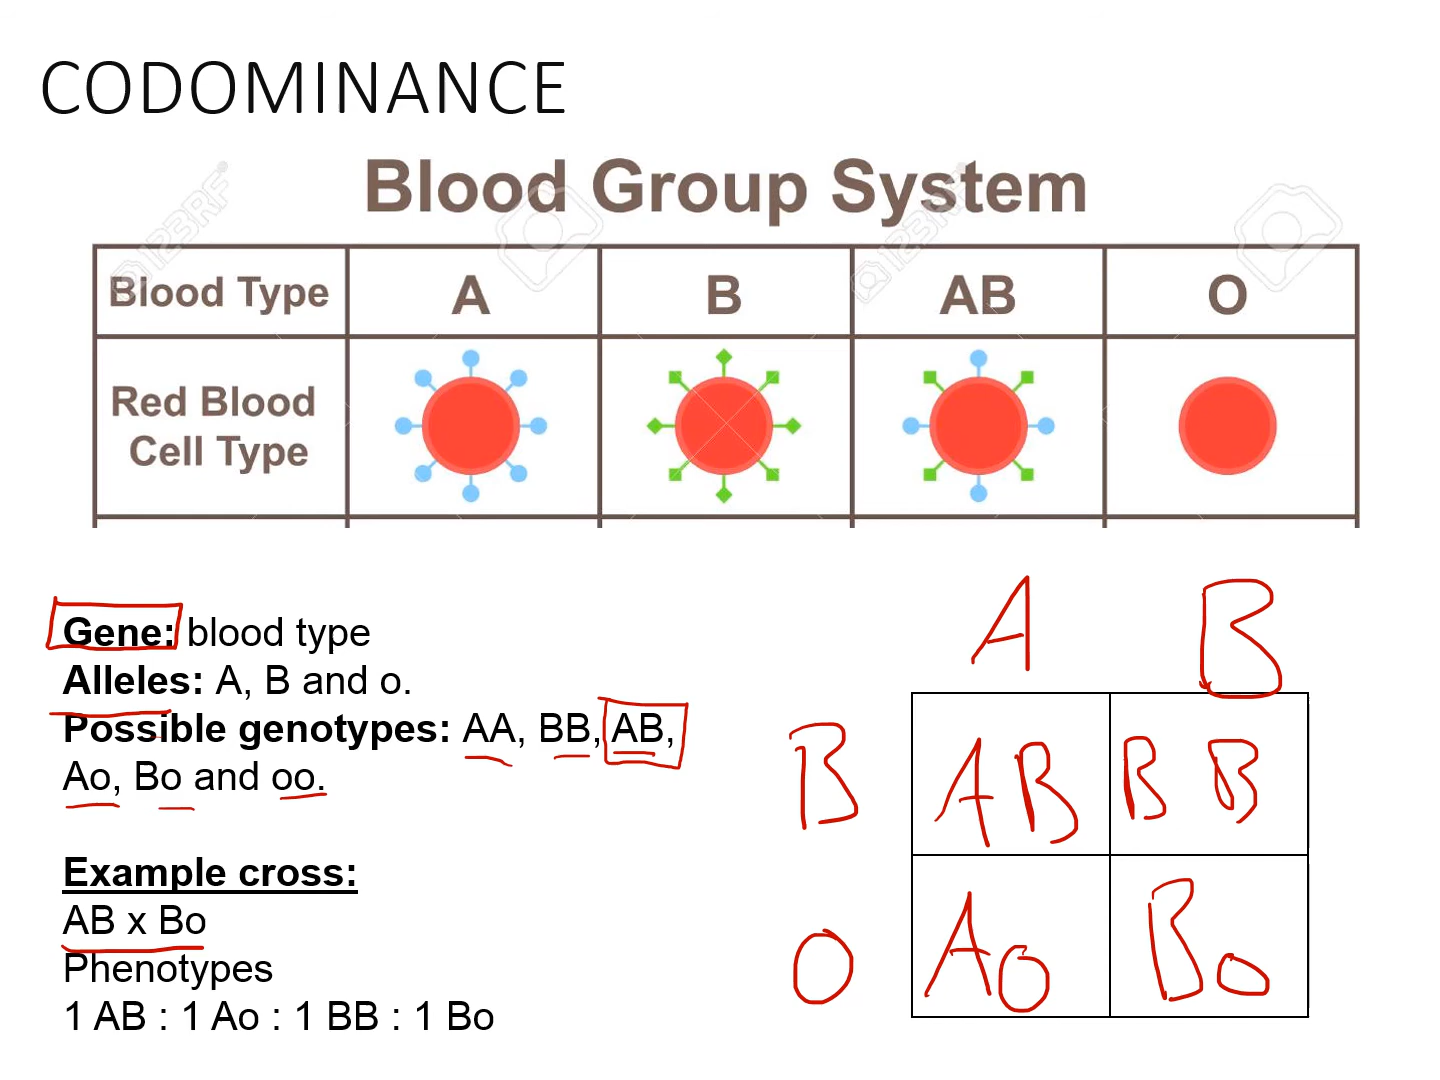 CODOMINANCE
Blood Group System
Blood Type A B AB O
Red Blood
Cell Type
123RF
123RF
Gene: blood type
Alleles: A, B and o.
Possible genotypes: AA, BB, AB,
Ao, Bo and oo.
Example cross:
AB x Bo
Phenotypes
1 AB : 1 Ao : 1 BB : 1 Bo
A B
B AB BB
O Ao Bo